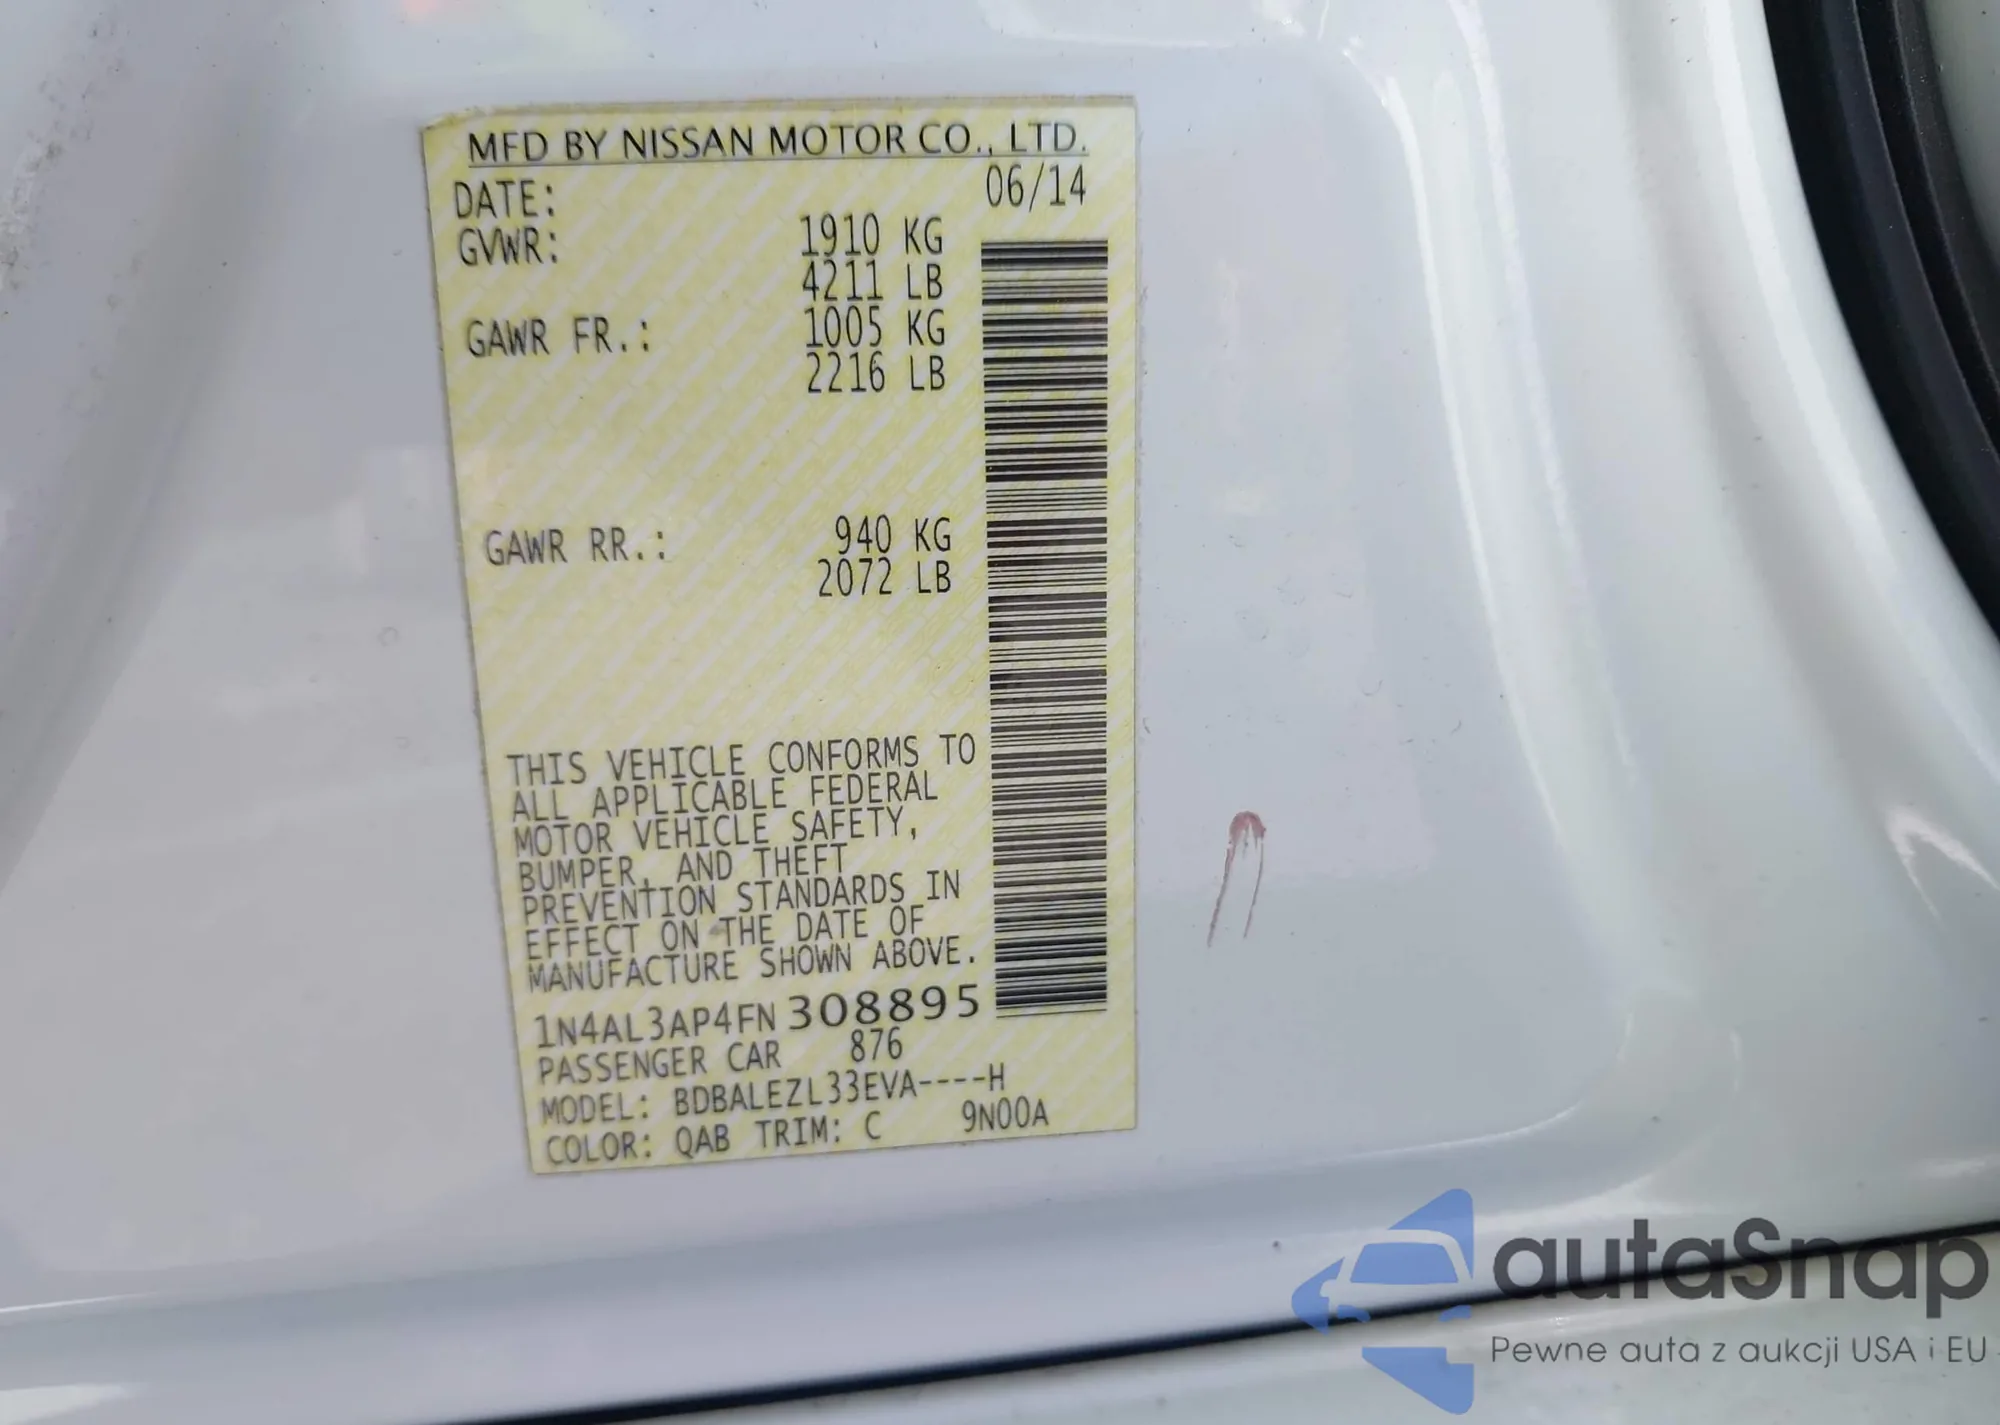 MFD BY NISSAN MOTOR CO., LTD.
DATE: 06/14
GVWR: 1910 KG
4211 LB
GAWR FR.: 1005 KG
2216 LB
GAWR RR.: 940 KG
2072 LB
THIS VEHICLE CONFORMS TO
ALL APPLICABLE FEDERAL
MOTOR VEHICLE SAFETY,
BUMPER, AND THEFT
PREVENTION STANDARDS IN
EFFECT ON THE DATE OF
MANUFACTURE SHOWN ABOVE.
1N4AL3AP4FN308895
PASSENGER CAR 876
MODEL: BDBALEZL33EVA----H
COLOR: QAB TRIM: C 9N00A
autaSnap
Pewne auta z aukcji USA i EU